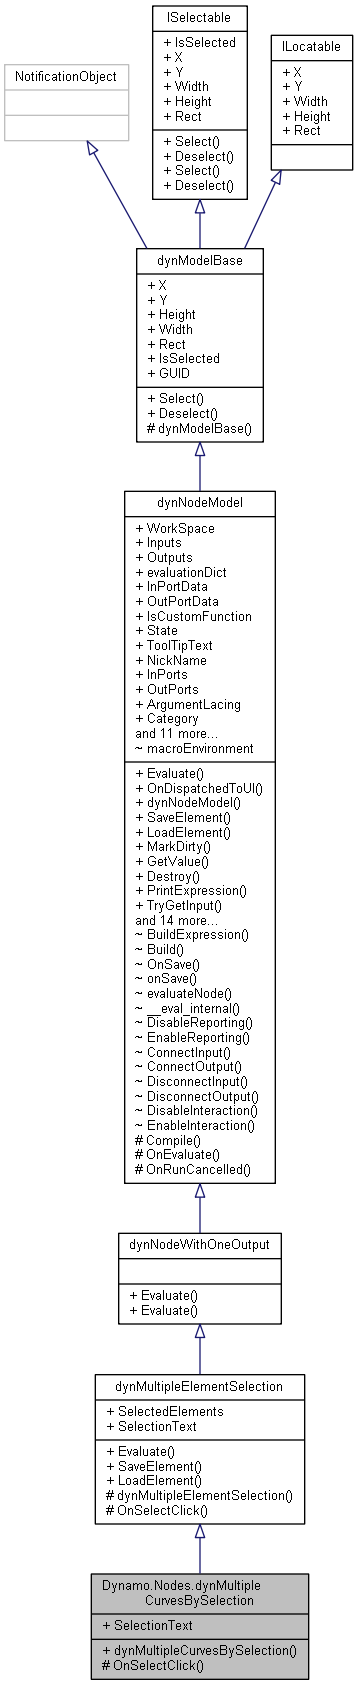 ISelectable
+ IsSelected
+ X
+ Y
+ Width
+ Height
+ Rect
+ Select()
+ Deselect()
+ Select()
+ Deselect()
ILocatable
+ X
+ Y
+ Width
+ Height
+ Rect
NotificationObject
dynModelBase
+ X
+ Y
+ Height
+ Width
+ Rect
+ IsSelected
+ GUID
+ Select()
+ Deselect()
# dynModelBase()
dynNodeModel
+ WorkSpace
+ Inputs
+ Outputs
+ evaluationDict
+ InPortData
+ OutPortData
+ IsCustomFunction
+ State
+ ToolTipText
+ NickName
+ InPorts
+ OutPorts
+ ArgumentLacing
+ Category
and 11 more...
~ macroEnvironment
+ Evaluate()
+ OnDispatchedToUI()
+ dynNodeModel()
+ SaveElement()
+ LoadElement()
+ MarkDirty()
+ GetValue()
+ Destroy()
+ PrintExpression()
+ TryGetInput()
and 14 more...
~ BuildExpression()
~ Build()
~ OnSave()
~ onSave()
~ evaluateNode()
~ __eval_internal()
~ DisableReporting()
~ EnableReporting()
~ ConnectInput()
~ ConnectOutput()
~ DisconnectInput()
~ DisconnectOutput()
~ DisableInteraction()
~ EnableInteraction()
# Compile()
# OnEvaluate()
# OnRunCancelled()
dynNodeWithOneOutput
+ Evaluate()
+ Evaluate()
dynMultipleElementSelection
+ SelectedElements
+ SelectionText
+ Evaluate()
+ SaveElement()
+ LoadElement()
# dynMultipleElementSelection()
# OnSelectClick()
Dynamo.Nodes.dynMultiple
CurvesBySelection
+ SelectionText
+ dynMultipleCurvesBySelection()
# OnSelectClick()